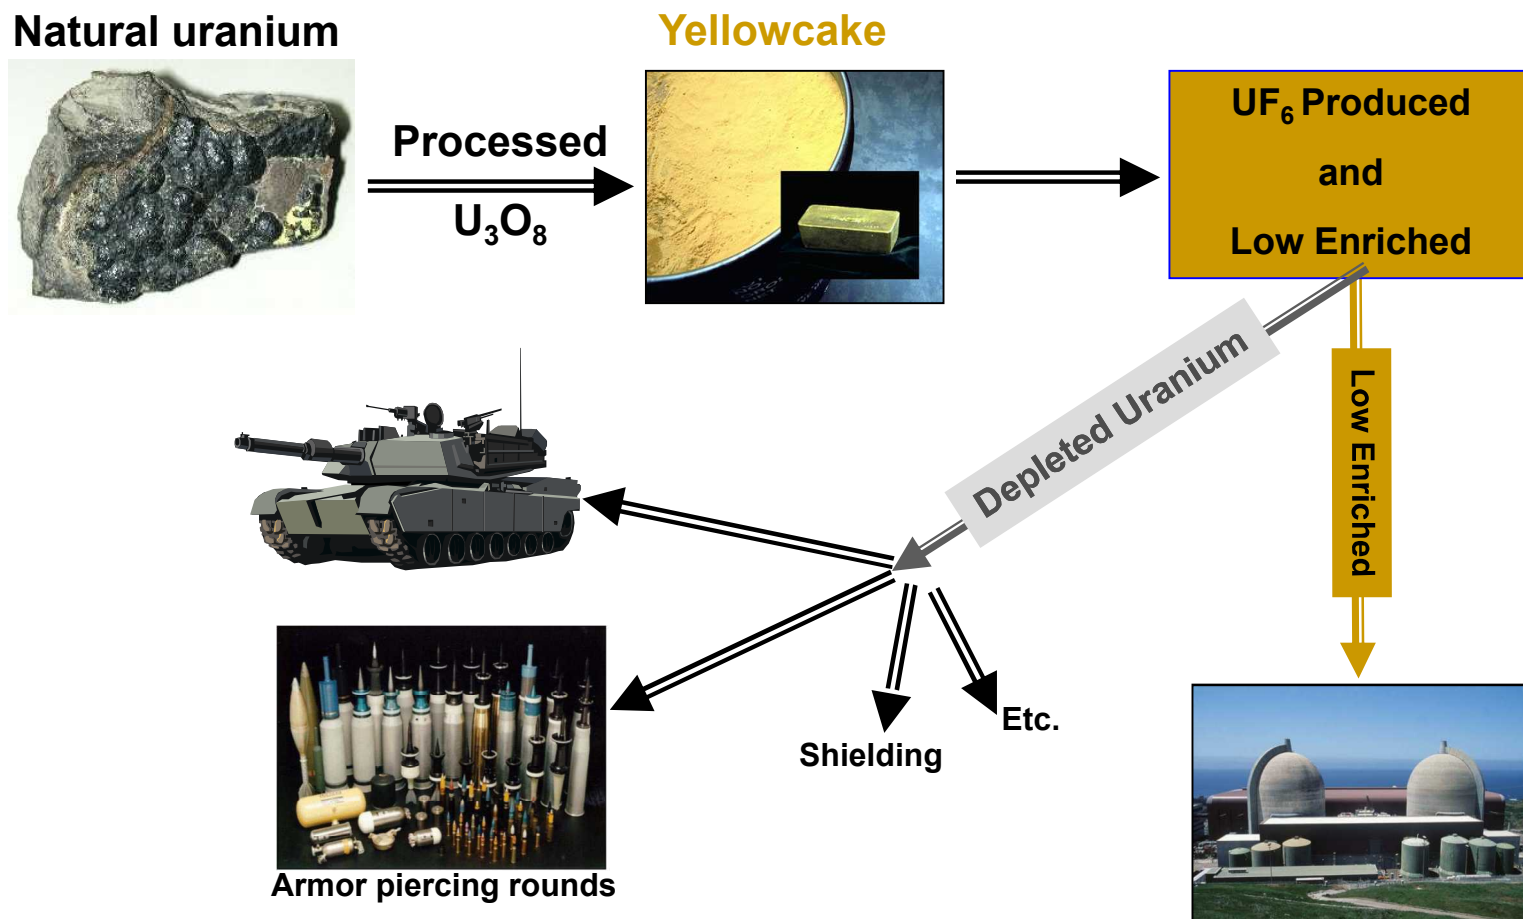 Natural uranium
Yellowcake
Processed
U₃O₈
UF₆ Produced
and
Low Enriched
Depleted Uranium
Low Enriched
Shielding
Etc.
Armor piercing rounds